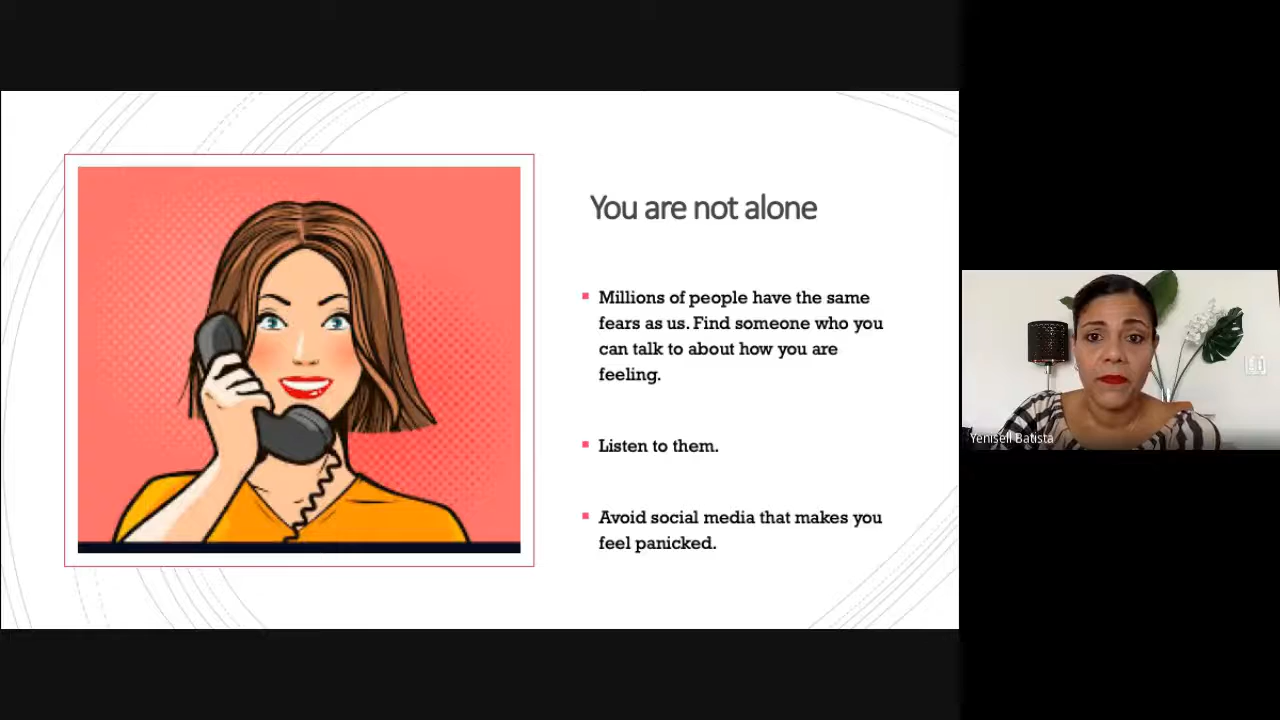 You are not alone
Millions of people have the same
fears as us. Find someone who you
can talk to about how you are
feeling.
Listen to them.
Avoid social media that makes you
feel panicked.
Yenisell Batista